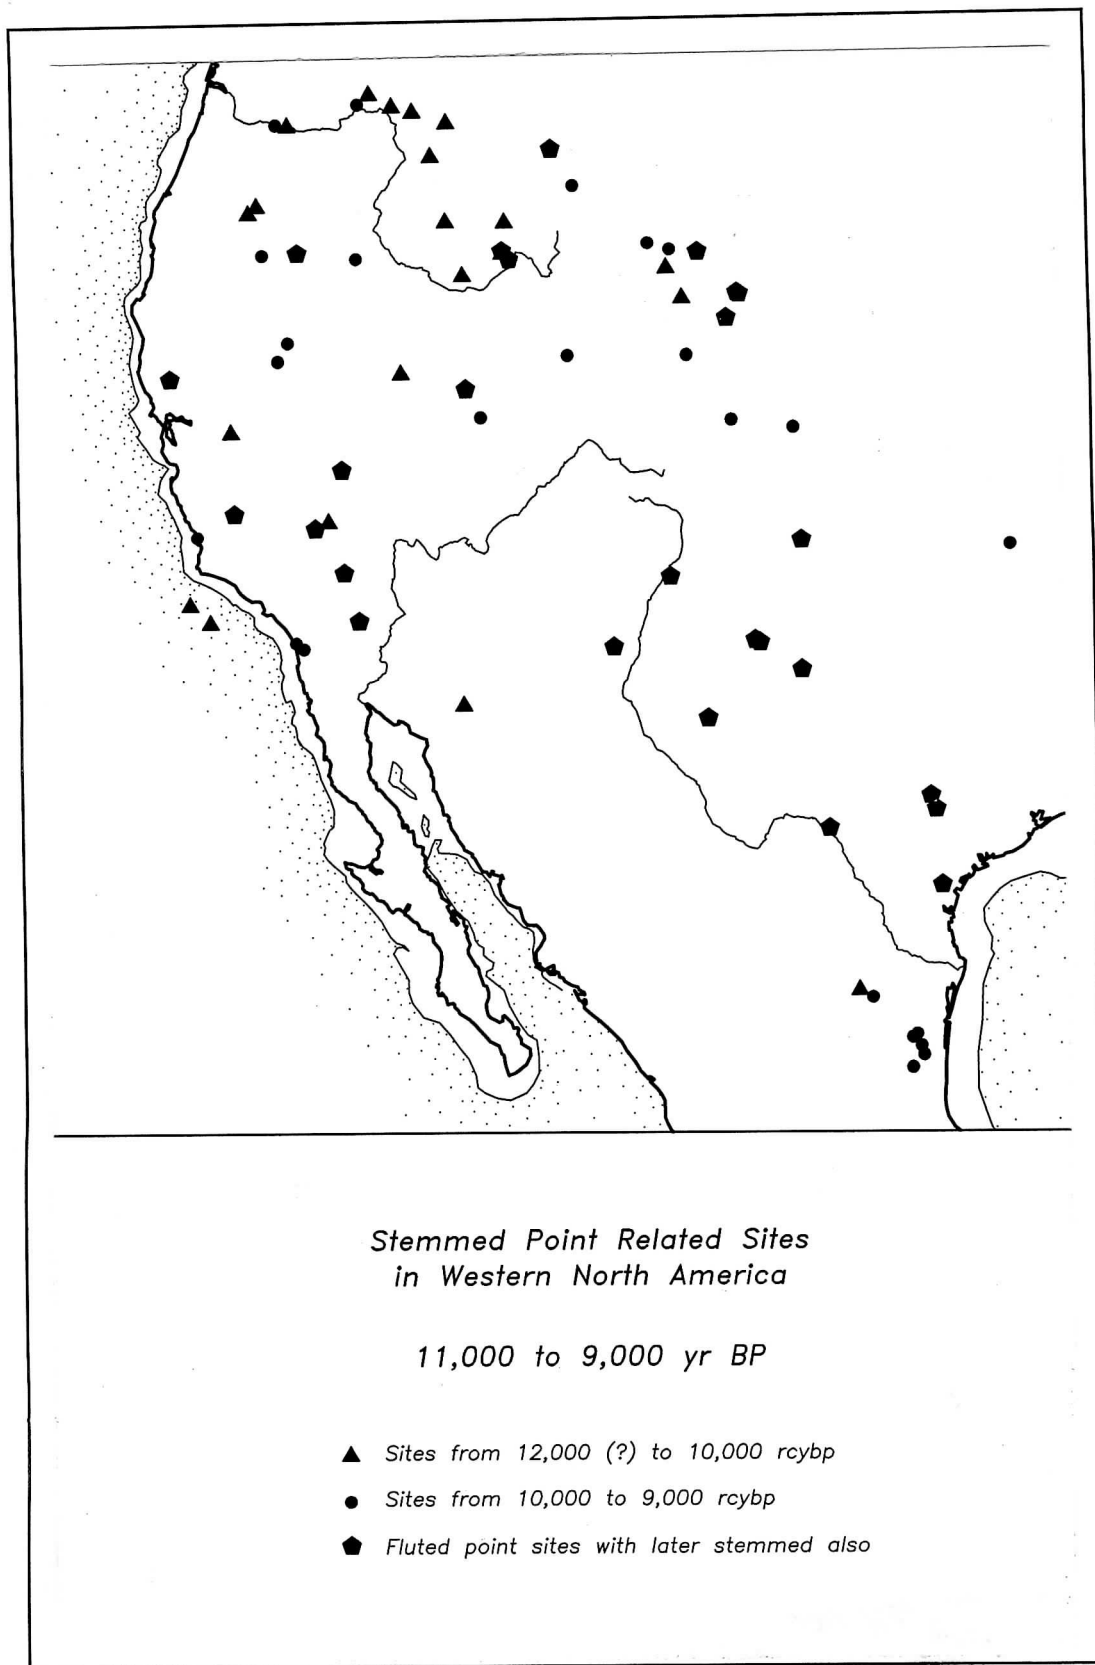 Stemmed Point Related Sites
in Western North America
11,000 to 9,000 yr BP
Sites from 12,000 (?) to 10,000 rcybp
Sites from 10,000 to 9,000 rcybp
Fluted point sites with later stemmed also